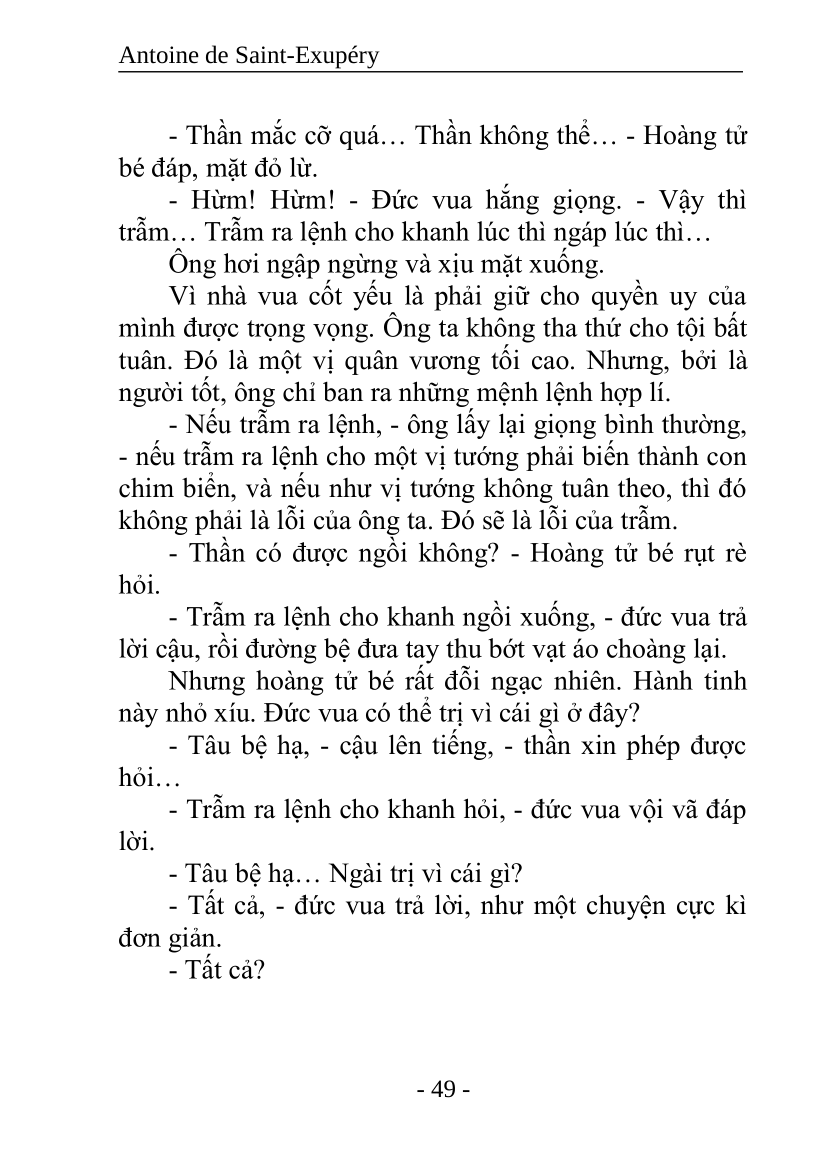 Antoine de Saint-Exupéry
- Thần mắc cỡ quá… Thần không thể… - Hoàng tử
bé đáp, mặt đỏ lừ.
- Hừm! Hừm! - Đức vua hắng giọng. - Vậy thì
trẫm… Trẫm ra lệnh cho khanh lúc thì ngáp lúc thì…
Ông hơi ngập ngừng và xịu mặt xuống.
Vì nhà vua cốt yếu là phải giữ cho quyền uy của
mình được trọng vọng. Ông ta không tha thứ cho tội bất
tuân. Đó là một vị quân vương tối cao. Nhưng, bởi là
người tốt, ông chỉ ban ra những mệnh lệnh hợp lí.
- Nếu trẫm ra lệnh, - ông lấy lại giọng bình thường,
- nếu trẫm ra lệnh cho một vị tướng phải biến thành con
chim biển, và nếu như vị tướng không tuân theo, thì đó
không phải là lỗi của ông ta. Đó sẽ là lỗi của trẫm.
- Thần có được ngồi không? - Hoàng tử bé rụt rè
hỏi.
- Trẫm ra lệnh cho khanh ngồi xuống, - đức vua trả
lời cậu, rồi đường bệ đưa tay thu bớt vạt áo choàng lại.
Nhưng hoàng tử bé rất đỗi ngạc nhiên. Hành tinh
này nhỏ xíu. Đức vua có thể trị vì cái gì ở đây?
- Tâu bệ hạ, - cậu lên tiếng, - thần xin phép được
hỏi…
- Trẫm ra lệnh cho khanh hỏi, - đức vua vội vã đáp
lời.
- Tâu bệ hạ… Ngài trị vì cái gì?
- Tất cả, - đức vua trả lời, như một chuyện cực kì
đơn giản.
- Tất cả?
- 49 -